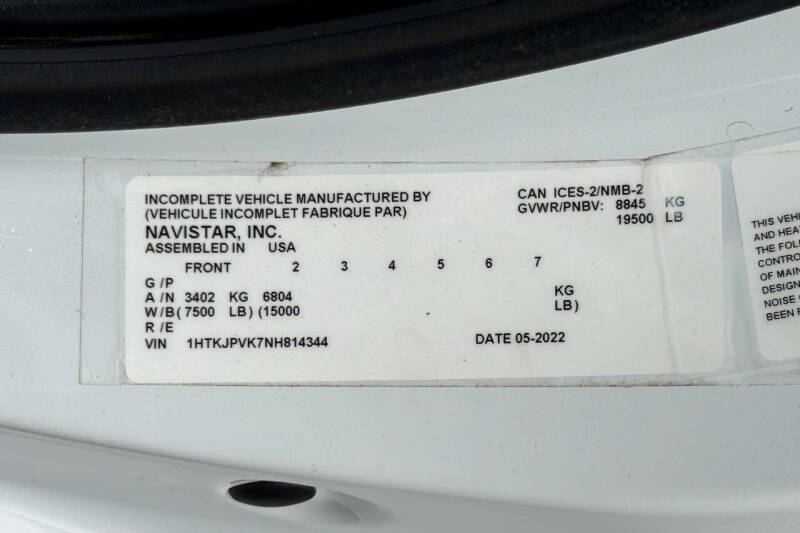 INCOMPLETE VEHICLE MANUFACTURED BY
(VEHICULE INCOMPLET FABRIQUE PAR)
NAVISTAR, INC.
ASSEMBLED IN USA
CAN ICES-2/NMB-2
GVWR/PNBV: 8845 KG
19500 LB
FRONT 2 3 4 5 6 7
G /P
A /N 3402 KG 6804 KG
W/B( 7500 LB) (15000 LB)
R /E
VIN 1HTKJPVK7NH814344 DATE 05-2022
THIS VEHI
AND HEA
THE FOL
CONTRO
OF MAIN
DESIGN
NOISE
BEEN